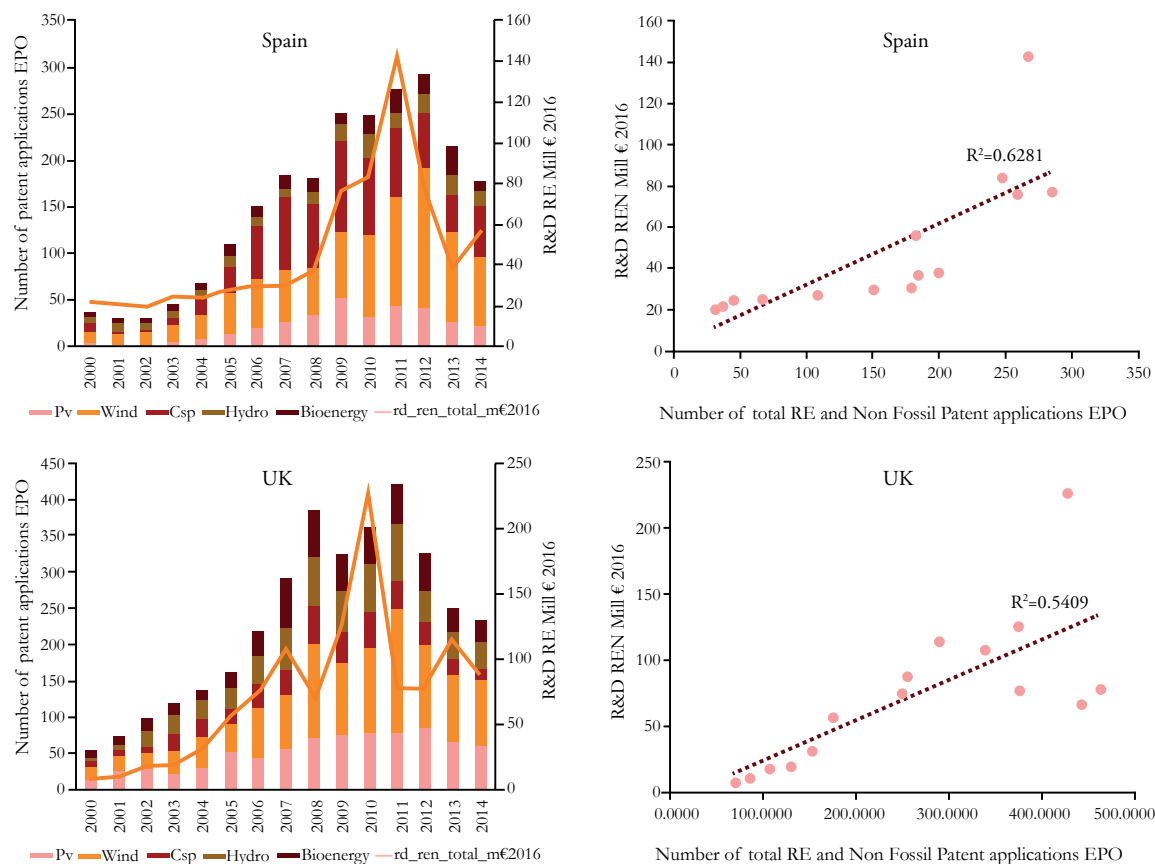 Spain
Number of patent applications EPO
350
300
250
200
150
100
50
0
160
140
120
100
80
60
40
20
0
R&D RE Mill € 2016
2000 2001 2002 2003 2004 2005 2006 2007 2008 2009 2010 2011 2012 2013 2014
Pv Wind Csp Hydro Bioenergy rd_ren_total_m€2016
Spain
R&D REN Mill € 2016
160
140
120
100
80
60
40
20
0
R²=0.6281
0 50 100 150 200 250 300 350
Number of total RE and Non Fossil Patent applications EPO
UK
Number of patent applications EPO
450
400
350
300
250
200
150
100
50
0
250
200
150
100
50
0
R&D RE Mill € 2016
2000 2001 2002 2003 2004 2005 2006 2007 2008 2009 2010 2011 2012 2013 2014
Pv Wind Csp Hydro Bioenergy rd_ren_total_m€2016
UK
R&D REN Mill € 2016
250
200
150
100
50
0
R²=0.5409
0.0000 100.0000 200.0000 300.0000 400.0000 500.0000
Number of total RE and Non Fossil Patent applications EPO